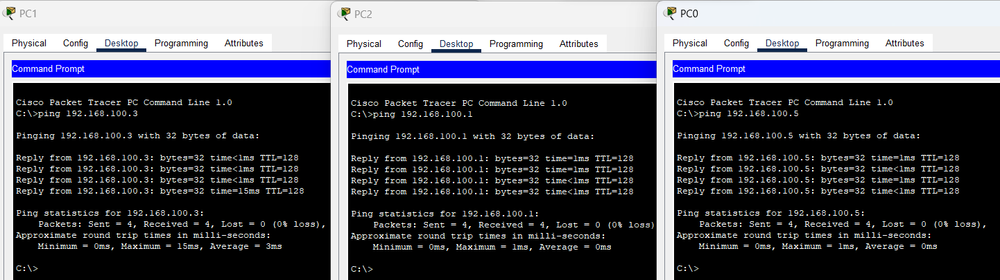 PC1
Physical Config Desktop Programming Attributes
Command Prompt
Cisco Packet Tracer PC Command Line 1.0
C:\>ping 192.168.100.3
Pinging 192.168.100.3 with 32 bytes of data:
Reply from 192.168.100.3: bytes=32 time<1ms TTL=128
Reply from 192.168.100.3: bytes=32 time<1ms TTL=128
Reply from 192.168.100.3: bytes=32 time<1ms TTL=128
Reply from 192.168.100.3: bytes=32 time=15ms TTL=128
Ping statistics for 192.168.100.3:
Packets: Sent = 4, Received = 4, Lost = 0 (0% loss),
Approximate round trip times in milli-seconds:
Minimum = 0ms, Maximum = 15ms, Average = 3ms
C:\>
PC2
Physical Config Desktop Programming Attributes
Command Prompt
Cisco Packet Tracer PC Command Line 1.0
C:\>ping 192.168.100.1
Pinging 192.168.100.1 with 32 bytes of data:
Reply from 192.168.100.1: bytes=32 time=1ms TTL=128
Reply from 192.168.100.1: bytes=32 time<1ms TTL=128
Reply from 192.168.100.1: bytes=32 time<1ms TTL=128
Reply from 192.168.100.1: bytes=32 time<1ms TTL=128
Ping statistics for 192.168.100.1:
Packets: Sent = 4, Received = 4, Lost = 0 (0% loss)
Approximate round trip times in milli-seconds:
Minimum = 0ms, Maximum = 1ms, Average = 0ms
C:\>
PC0
Physical Config Desktop Programming Attributes
Command Prompt
Cisco Packet Tracer PC Command Line 1.0
C:\>ping 192.168.100.5
Pinging 192.168.100.5 with 32 bytes of data:
Reply from 192.168.100.5: bytes=32 time=1ms TTL=128
Reply from 192.168.100.5: bytes=32 time<1ms TTL=128
Reply from 192.168.100.5: bytes=32 time<1ms TTL=128
Reply from 192.168.100.5: bytes=32 time<1ms TTL=128
Ping statistics for 192.168.100.5:
Packets: Sent = 4, Received = 4, Lost = 0 (0% loss),
Approximate round trip times in milli-seconds:
Minimum = 0ms, Maximum = 1ms, Average = 0ms
C:\>